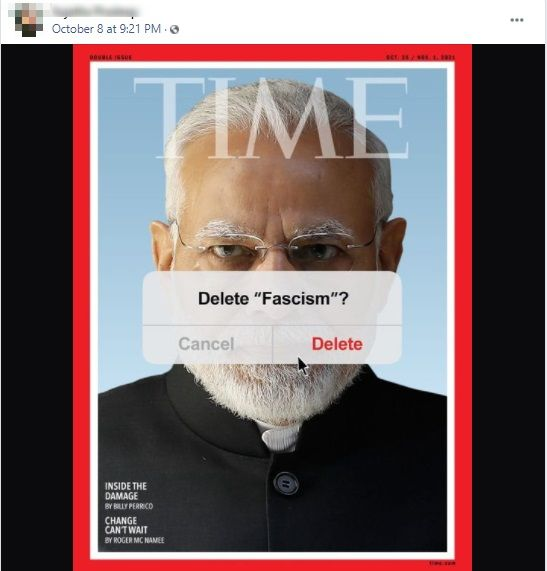 October 8 at 9:21 PM
DOUBLE ISSUE
OCT. 25 / NOV. 1, 2021
TIME
Delete “Fascism”?
Cancel
Delete
INSIDE THE
DAMAGE
BY BILLY PERRICO
CHANGE
CAN'T WAIT
BY ROGER MC NAMEE
time.com